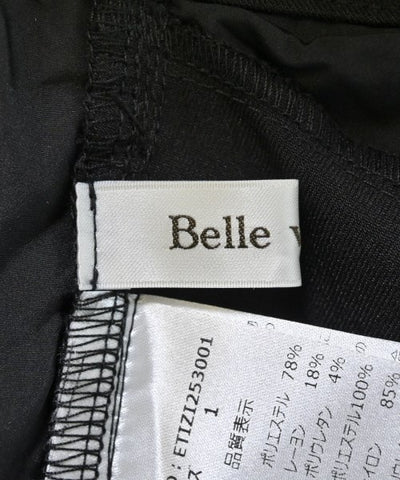 Belle
: ETIZI253001
ズ 1
品質表示
ポリエステル 78%
レーヨン 18%
ポリウレタン 4%
ポリエステル100%
イロン 85%